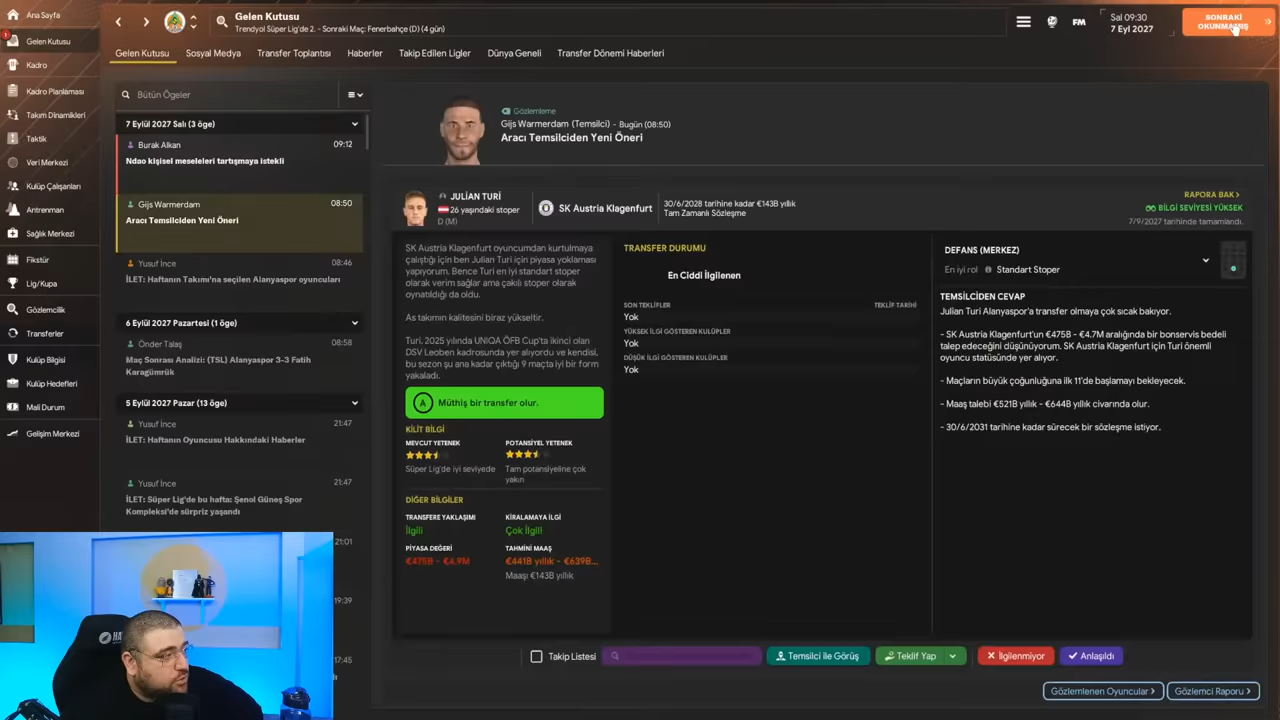 Ana Sayfa
1
Gelen Kutusu
Kadro
Kadro Planlaması
Takım Dinamikleri
Taktik
Veri Merkezi
Kulüp Çalışanları
Antrenman
Sağlık Merkezi
Fikstür
Lig/Kupa
Gözlemcilik
Transferler
Kulüp Bilgisi
Kulüp Hedefleri
Mali Durum
Gelişim Merkezi
Gelen Kutusu
Trendyol Süper Lig'de 2. - Sonraki Maç: Fenerbahçe (D) (4 gün)
FM
Sal 09:30
7 Eyl 2027
SONRAKİ
Gelen Kutusu
Sosyal Medya
Transfer Toplantısı
Haberler
Takip Edilen Ligler
Dünya Geneli
Transfer Dönemi Haberleri
Bütün Ögeler
7 Eylül 2027 Salı (3 öge)
Burak Alkan 09:12
Ndao kişisel meseleleri tartışmaya istekli
Gijs Warmerdam 08:50
Aracı Temsilciden Yeni Öneri
Yusuf İnce 08:46
İLET: Haftanın Takımı'na seçilen Alanyaspor oyuncuları
6 Eylül 2027 Pazartesi (1 öge)
Önder Talaş 08:58
Maç Sonrası Analizi: (TSL) Alanyaspor 3-3 Fatih
Karagümrük
5 Eylül 2027 Pazar (13 öge)
Yusuf İnce 21:47
İLET: Haftanın Oyuncusu Hakkındaki Haberler
Yusuf İnce 21:47
İLET: Süper Lig'de bu hafta: Şenol Güneş Spor
Kompleksi'de sürpriz yaşandı
21:01
19:39
17:45
Gözlemleme
Gijs Warmerdam (Temsilci) - Bugün (08:50)
Aracı Temsilciden Yeni Öneri
JULİAN TURİ
26 yaşındaki stoper
D (M)
SK Austria Klagenfurt
30/6/2028 tarihine kadar €143B yıllık
Tam Zamanlı Sözleşme
RAPORA BAK >
BİLGİ SEVİYESİ YÜKSEK
7/9/2027 tarihinde tamamlandı.
SK Austria Klagenfurt oyuncumdan kurtulmaya
çalıştığı için ben Julian Turi için piyasa yoklaması
yapıyorum. Bence Turi en iyi standart stoper
olarak verim sağlar ama çakılı stoper olarak
oynatıldığı da oldu.
As takımın kalitesini biraz yükseltir.
Turi, 2025 yılında UNIQA ÖFB Cup'ta ikinci olan
DSV Leoben kadrosunda yer alıyordu ve kendisi,
bu sezon şu ana kadar çıktığı 9 maçta iyi bir form
yakaladı.
A Müthiş bir transfer olur.
KİLİT BİLGİ
MEVCUT YETENEK
POTANSİYEL YETENEK
Süper Lig'de iyi seviyede
Tam potansiyeline çok
yakın
DİĞER BİLGİLER
TRANSFERE YAKLAŞIMI
KİRALAMAYA İLGİ
İlgili
Çok İlgili
PİYASA DEĞERİ
TAHMİNİ MAAŞ
€475B - €4.9M
€441B yıllık - €639B...
Maaşı €143B yıllık
TRANSFER DURUMU
En Ciddi İlgilenen
SON TEKLİFLER
TEKLİF TARİHİ
Yok
YÜKSEK İLGİ GÖSTEREN KULÜPLER
Yok
DÜŞÜK İLGİ GÖSTEREN KULÜPLER
Yok
DEFANS (MERKEZ)
En iyi rol Standart Stoper
TEMSİLCİDEN CEVAP
Julian Turi Alanyaspor'a transfer olmaya çok sıcak bakıyor.
- SK Austria Klagenfurt'un €475B - €4.7M aralığında bir bonservis bedeli
talep edeceğini düşünüyorum. SK Austria Klagenfurt için Turi önemli
oyuncu statüsünde yer alıyor.
- Maçların büyük çoğunluğuna ilk 11'de başlamayı bekleyecek.
- Maaş talebi €521B yıllık - €644B yıllık civarında olur.
- 30/6/2031 tarihine kadar sürecek bir sözleşme istiyor.
Takip Listesi
Temsilci ile Görüş
Teklif Yap
İlgilenmiyor
Anlaşıldı
Gözlemlenen Oyuncular >
Gözlemci Raporu >